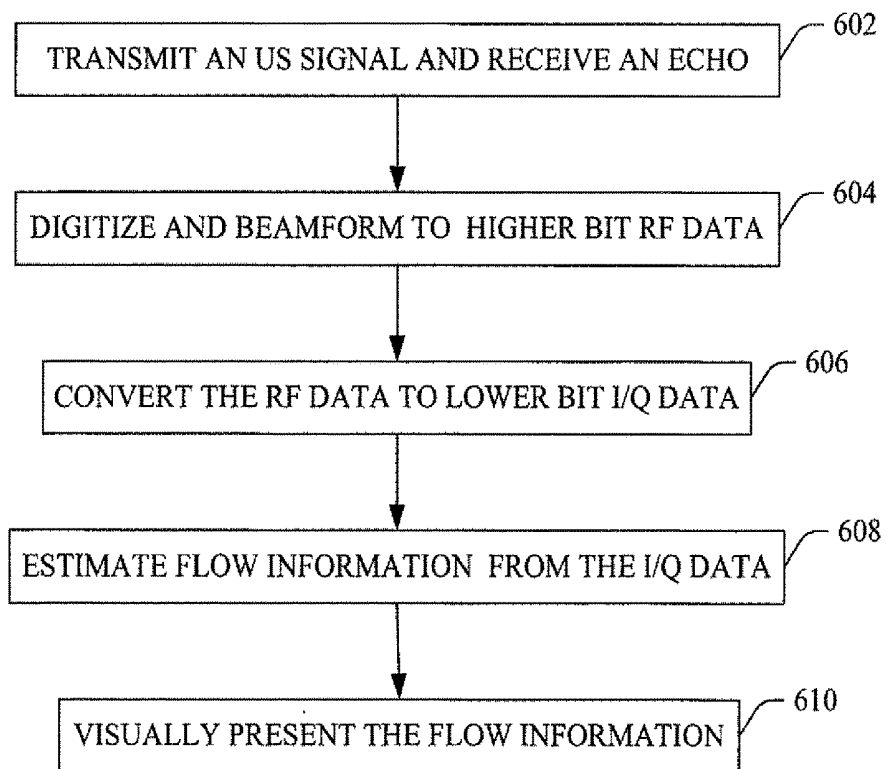 602
TRANSMIT AN US SIGNAL AND RECEIVE AN ECHO
604
DIGITIZE AND BEAMFORM TO HIGHER BIT RF DATA
606
CONVERT THE RF DATA TO LOWER BIT I/Q DATA
608
ESTIMATE FLOW INFORMATION FROM THE I/Q DATA
610
VISUALLY PRESENT THE FLOW INFORMATION